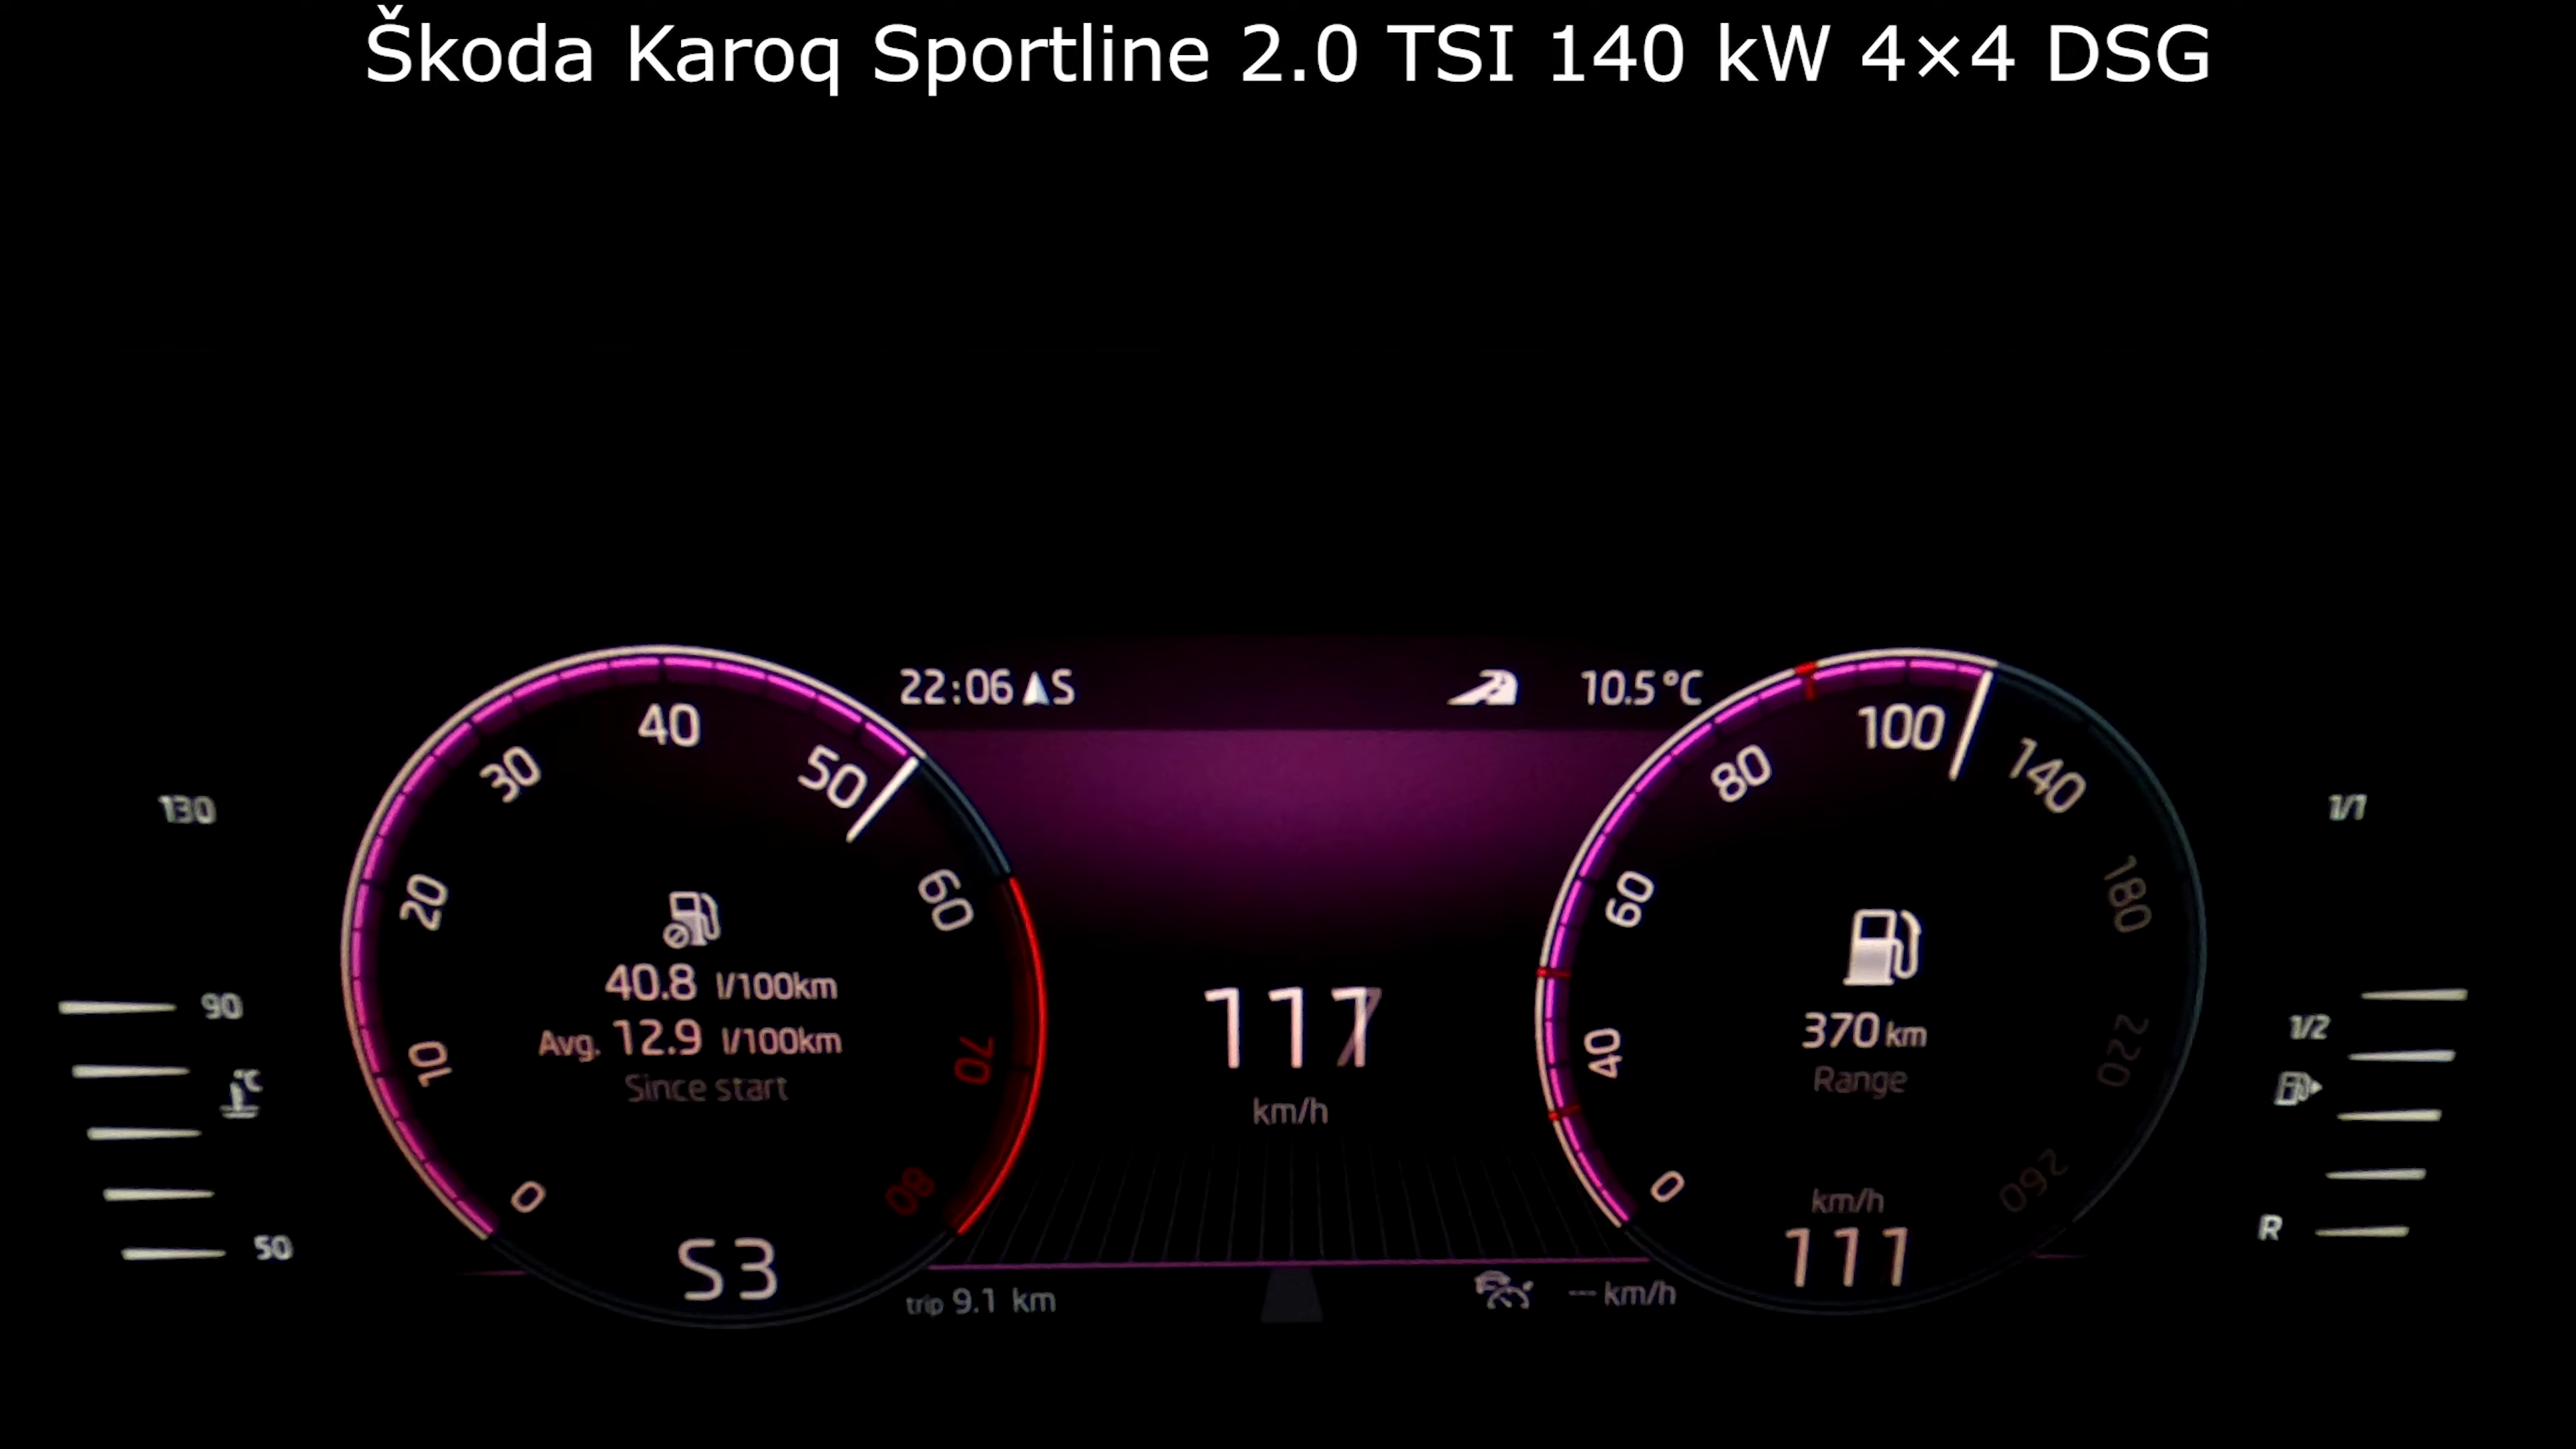 Škoda Karoq Sportline 2.0 TSI 140 kW 4×4 DSG
22:06 S
10.5°C
40
50
30
20
10
0
60
70
80
100
80
60
40
0
140
180
220
260
130
90
°C
50
1/1
1/2
R
40.8 l/100km
Avg. 12.9 l/100km
Since start
S3
117
km/h
370 km
Range
km/h
111
trip 9.1 km
--- km/h